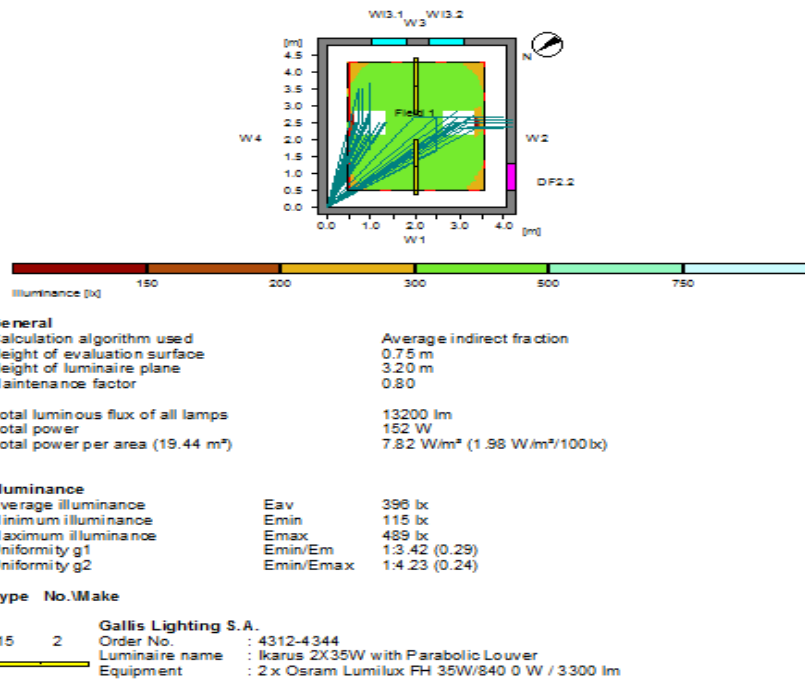 WI3.1 WI3.2
W3
[m]
4.5
4.0
3.5
3.0
2.5
2.0
1.5
1.0
0.5
0.0
N
Field 1
W4
W2
DF2.2
0.0 1.0 2.0 3.0 4.0 [m]
W1
150 200 300 500 750
Illuminance [lx]
eneral
alculation algorithm used Average indirect fraction
eight of evaluation surface 0.75 m
eight of luminaire plane 3.20 m
aintenance factor 0.80
otal luminous flux of all lamps 13200 lm
otal power 152 W
otal power per area (19.44 m²) 7.82 W/m² (1.98 W/m²/100lx)
luminance
verage illuminance Eav 396 lx
inimum illuminance Emin 115 lx
aximum illuminance Emax 489 lx
niformity g1 Emin/Em 1:3.42 (0.29)
niformity g2 Emin/Emax 1:4.23 (0.24)
ype No.\Make
Gallis Lighting S.A.
15 2 Order No. : 4312-4344
Luminaire name : Ikarus 2X35W with Parabolic Louver
Equipment : 2 x Osram Lumilux FH 35W/840 0 W / 3300 lm